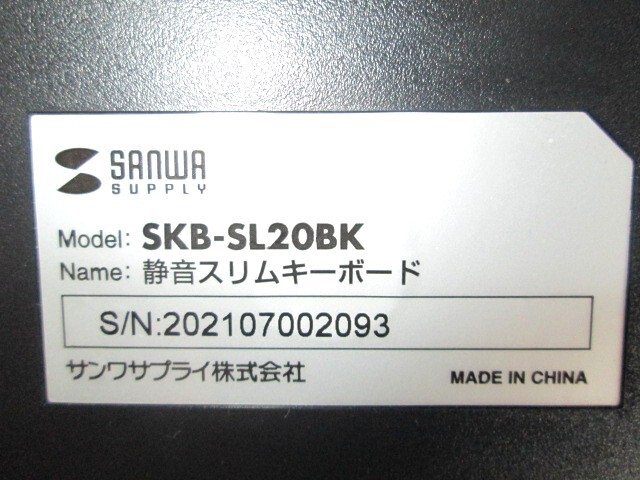 SANWA
SUPPLY
Model: SKB-SL20BK
Name: 静音スリムキーボード
S/N:202107002093
サンワサプライ株式会社
MADE IN CHINA